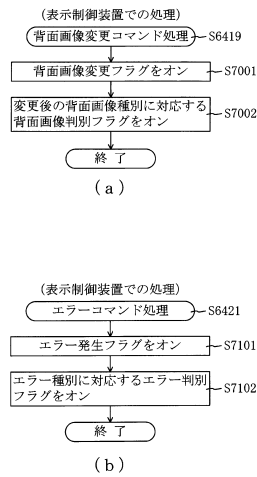 (表示制御装置での処理)
背面画像変更コマンド処理 S6419
背面画像変更フラグをオン S7001
変更後の背面画像種別に対応する S7002
背面画像判別フラグをオン
終了
(a)
(表示制御装置での処理)
エラーコマンド処理 S6421
エラー発生フラグをオン S7101
エラー種別に対応するエラー判別 S7102
フラグをオン
終了
(b)